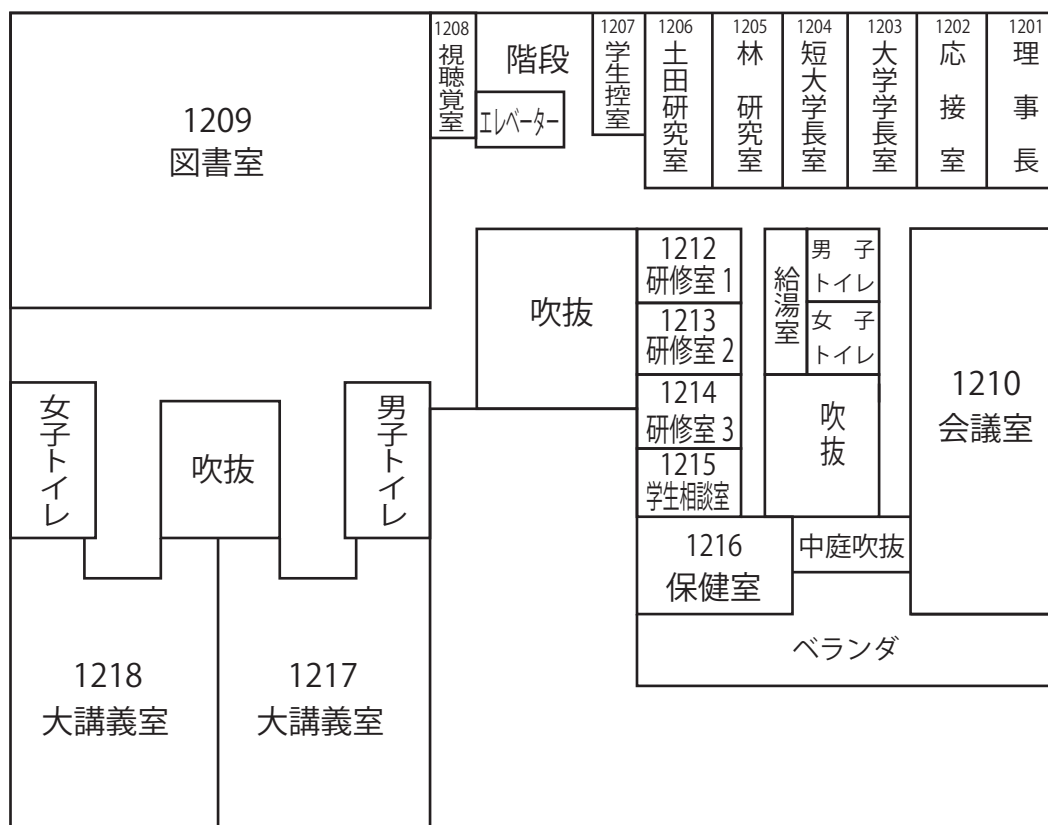 1209
図書室
1208
視聴覚室
階段
エレベーター
1207
学生控室
1206
土田研究室
1205
林 研究室
1204
短大学長室
1203
大学学長室
1202
応接室
1201
理事長
吹抜
1212
研修室1
1213
研修室2
1214
研修室3
1215
学生相談室
給湯室
男子
トイレ
女子
トイレ
吹抜
1210
会議室
女子トイレ
吹抜
男子トイレ
1216
保健室
中庭吹抜
ベランダ
1218
大講義室
1217
大講義室